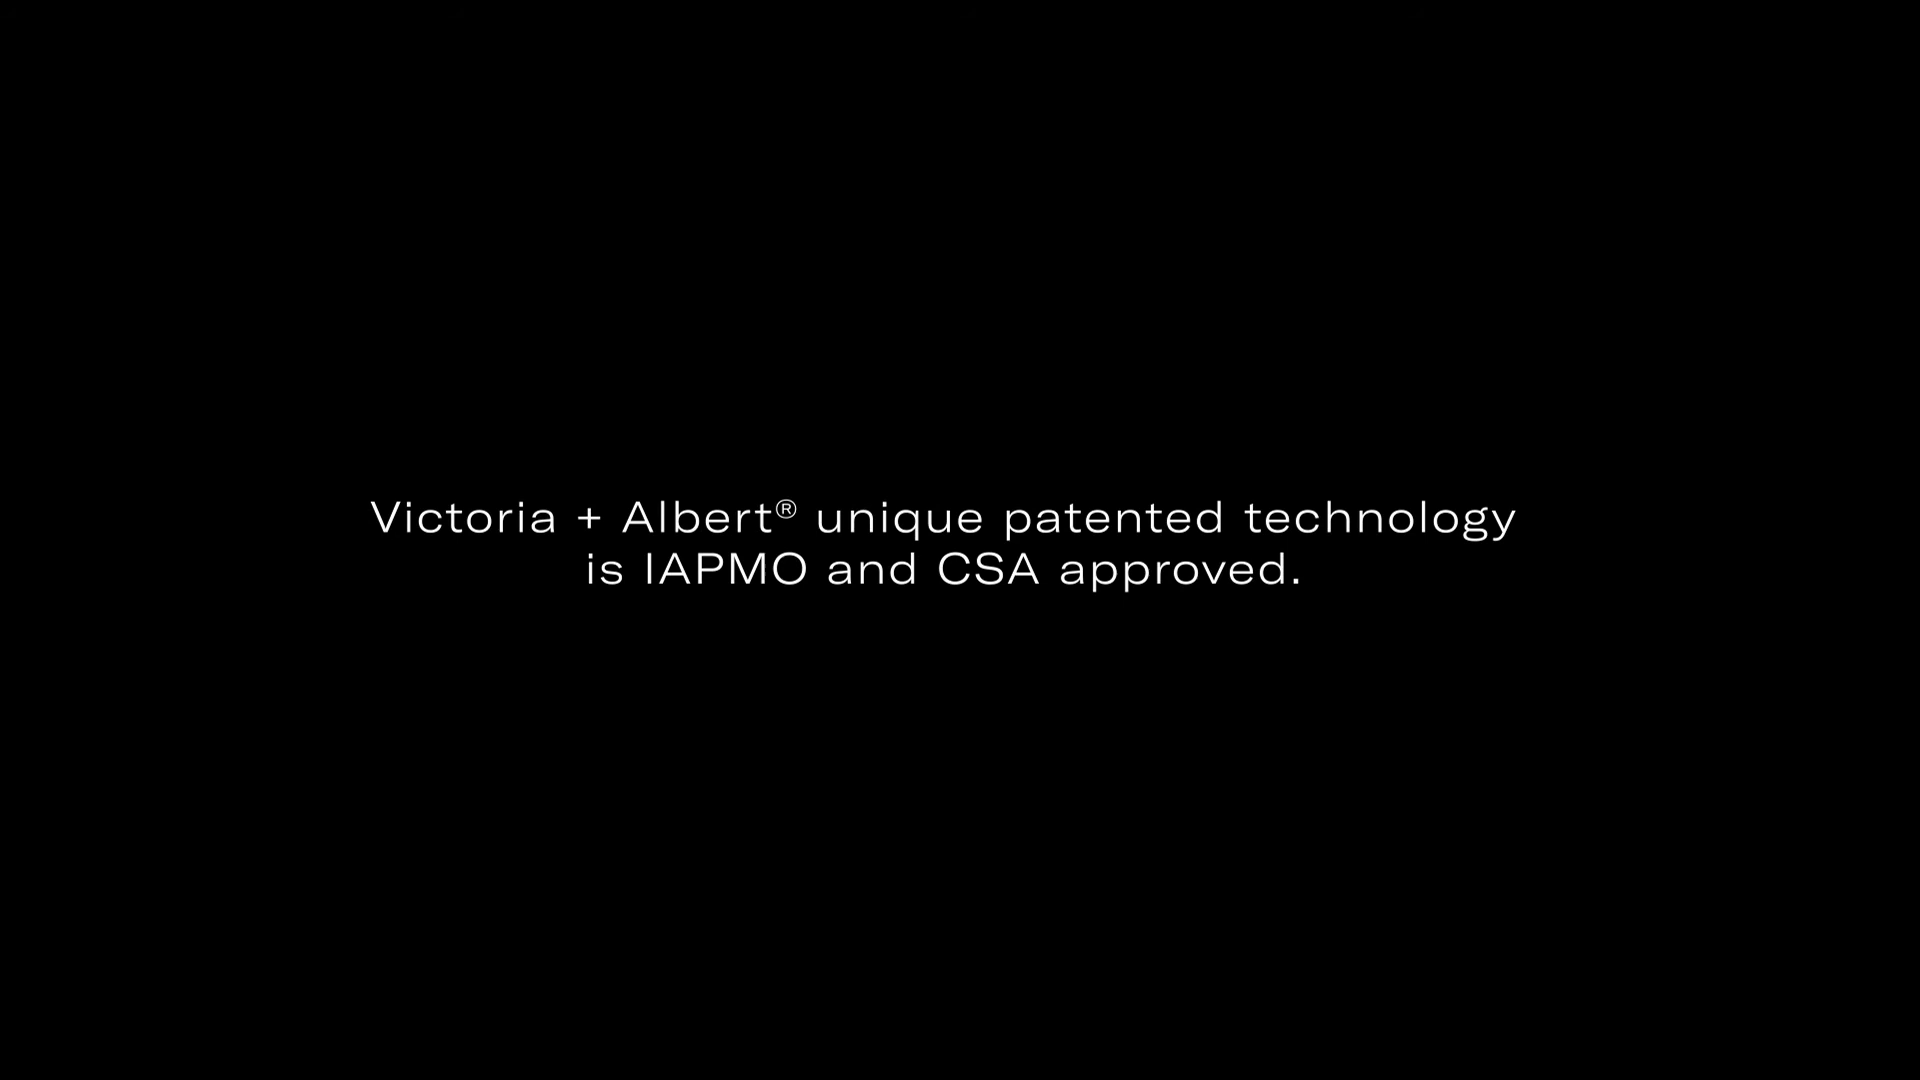 Victoria + Albert® unique patented technology
is IAPMO and CSA approved.